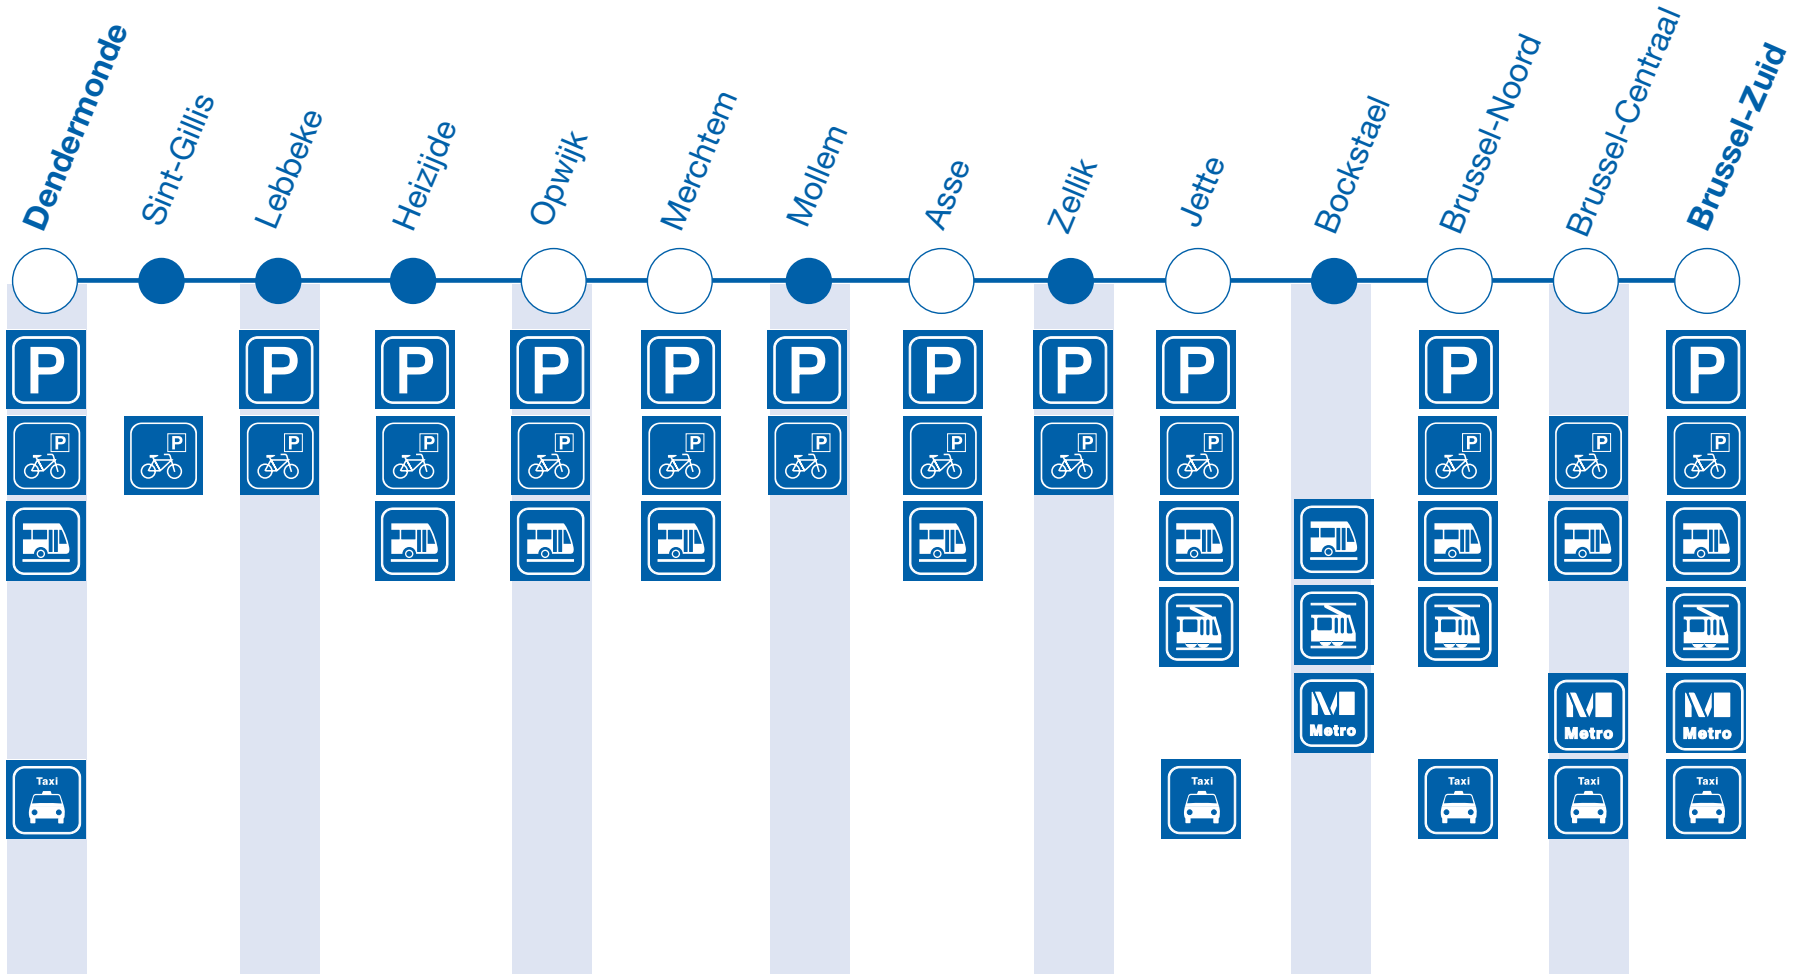 Dendermonde
Sint-Gillis
Lebbeke
Heizijde
Opwijk
Merchtem
Mollem
Asse
Zellik
Jette
Bockstael
Brussel-Noord
Brussel-Centraal
Brussel-Zuid
P P P P P P P P P P P
P P P P P P P P P P P P P
M M M
Metro Metro Metro
Taxi Taxi Taxi Taxi Taxi